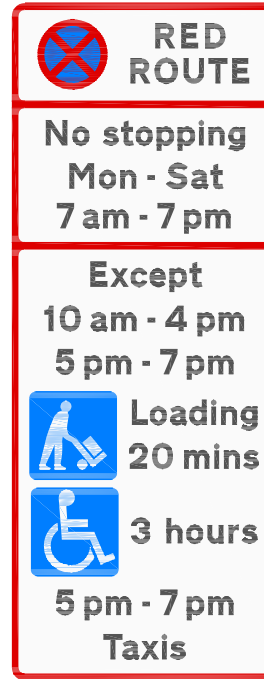 RED
ROUTE
No stopping
Mon - Sat
7 am - 7 pm
Except
10 am - 4 pm
5 pm - 7 pm
Loading
20 mins
3 hours
5 pm - 7 pm
Taxis